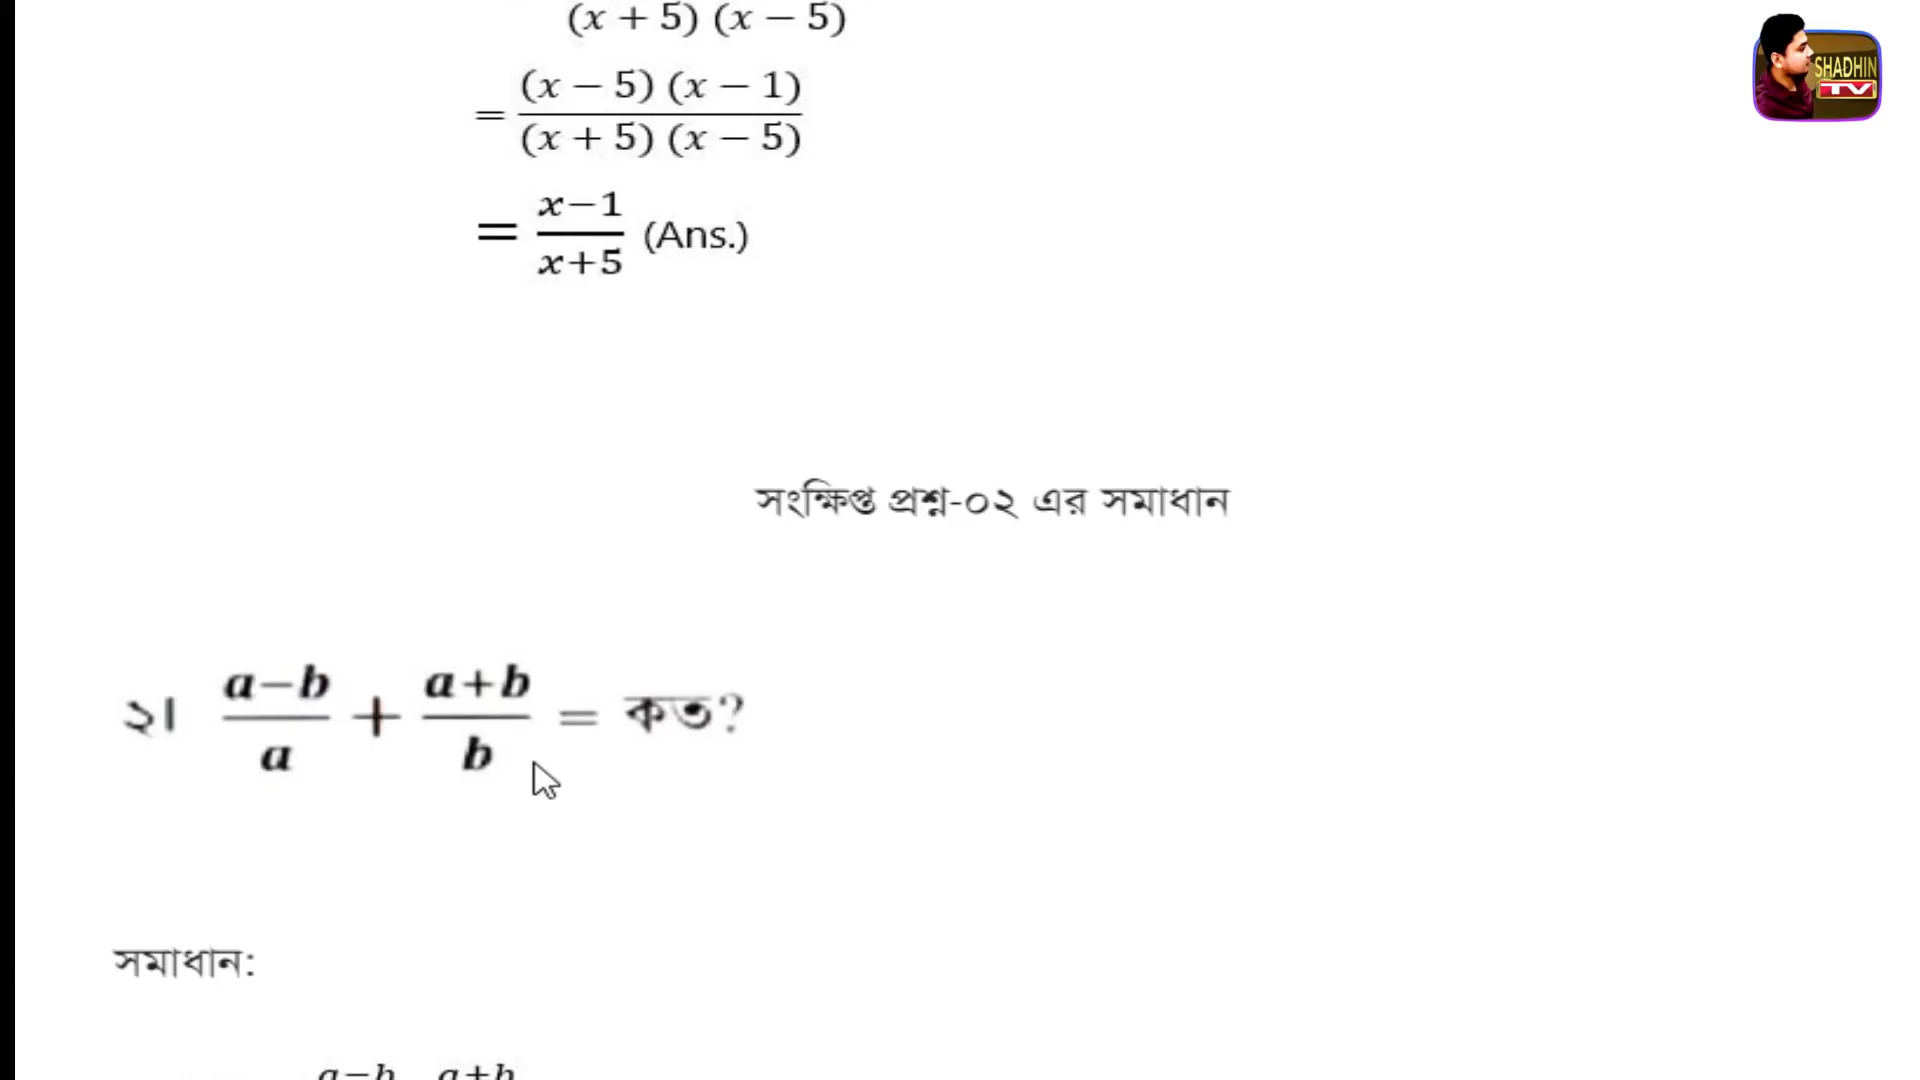 (x + 5) (x − 5)
= (x − 5) (x − 1) / (x + 5) (x − 5)
= x−1 / x+5 (Ans.)
SHADHIN
TV
সংক্ষিপ্ত প্রশ্ন-০২ এর সমাধান
২। a−b / a + a+b / b = কত?
সমাধান:
a−b a+b